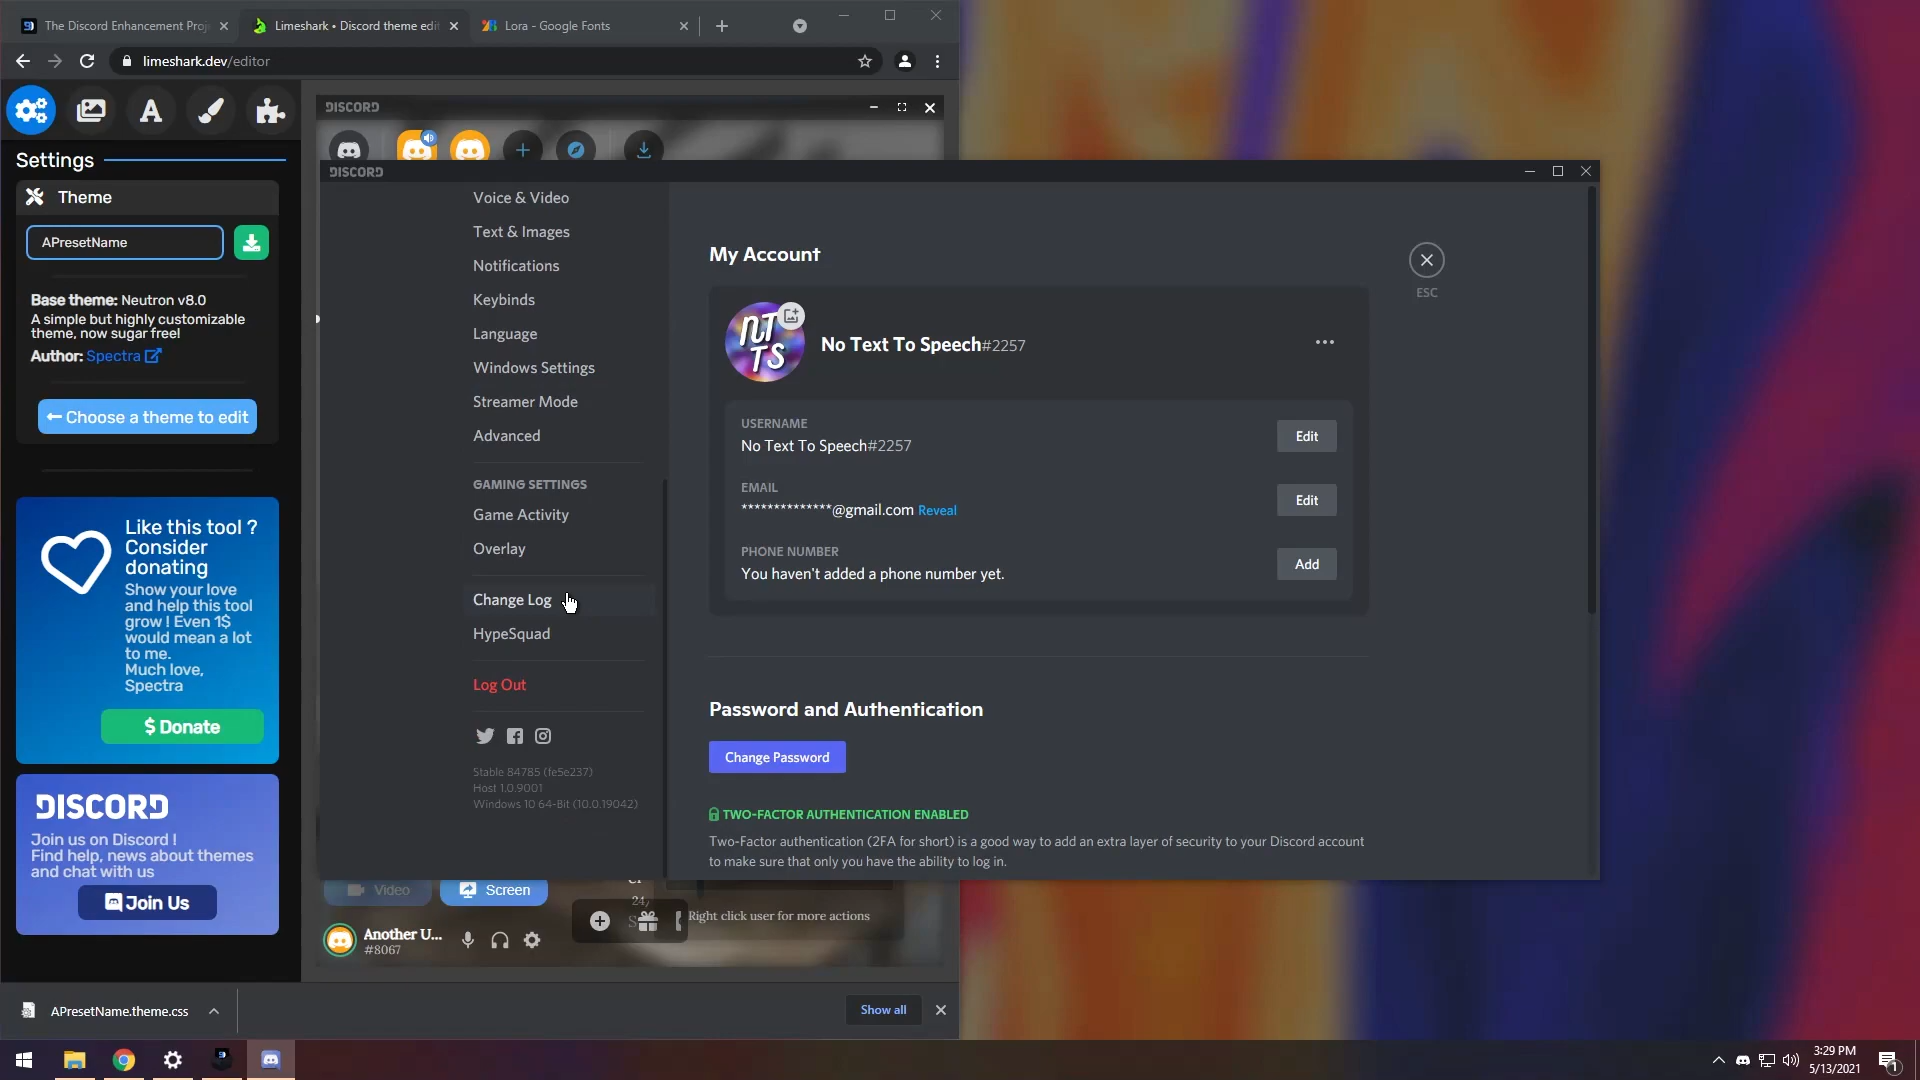 The Discord Enhancement Proj
Limeshark • Discord theme edit
Lora - Google Fonts
limeshark.dev/editor
Settings
Theme
APresetName
Base theme: Neutron v8.0
A simple but highly customizable
theme, now sugar free!
Author: Spectra
Choose a theme to edit
Like this tool ?
Consider
donating
Show your love
and help this tool
grow ! Even 1$
would mean a lot
to me.
Much love,
Spectra
$ Donate
DISCORD
Join us on Discord !
Find help, news about themes
and chat with us
Join Us
DISCORD
DISCORD
Voice & Video
Text & Images
Notifications
Keybinds
Language
Windows Settings
Streamer Mode
Advanced
GAMING SETTINGS
Game Activity
Overlay
Change Log
HypeSquad
Log Out
Stable 84785 (fe5e237)
Host 1.0.9001
Windows 10 64-Bit (10.0.19042)
My Account
ESC
NT
TS
No Text To Speech#2257
USERNAME
No Text To Speech#2257
Edit
EMAIL
**************@gmail.com Reveal
Edit
PHONE NUMBER
You haven't added a phone number yet.
Add
Password and Authentication
Change Password
TWO-FACTOR AUTHENTICATION ENABLED
Two-Factor authentication (2FA for short) is a good way to add an extra layer of security to your Discord account
to make sure that only you have the ability to log in.
Video
Screen
24,
Right click user for more actions
Another U...
#8067
APresetName.theme.css
Show all
3:29 PM
5/13/2021
1